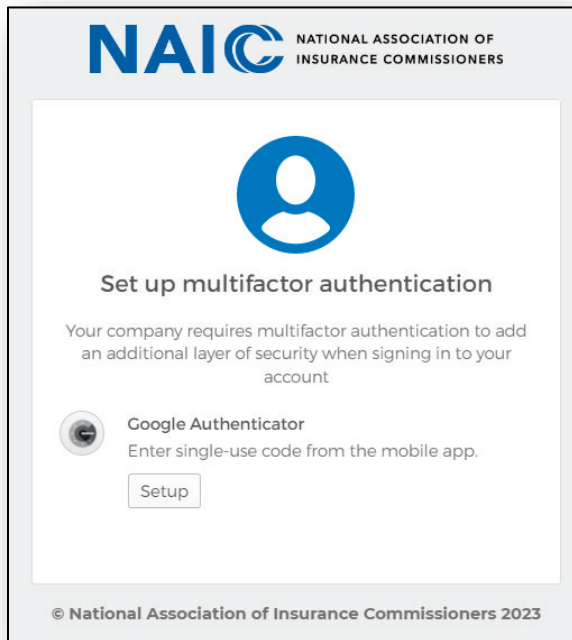 NAIC NATIONAL ASSOCIATION OF
INSURANCE COMMISSIONERS
Set up multifactor authentication
Your company requires multifactor authentication to add
an additional layer of security when signing in to your
account
Google Authenticator
Enter single-use code from the mobile app.
Setup
© National Association of Insurance Commissioners 2023